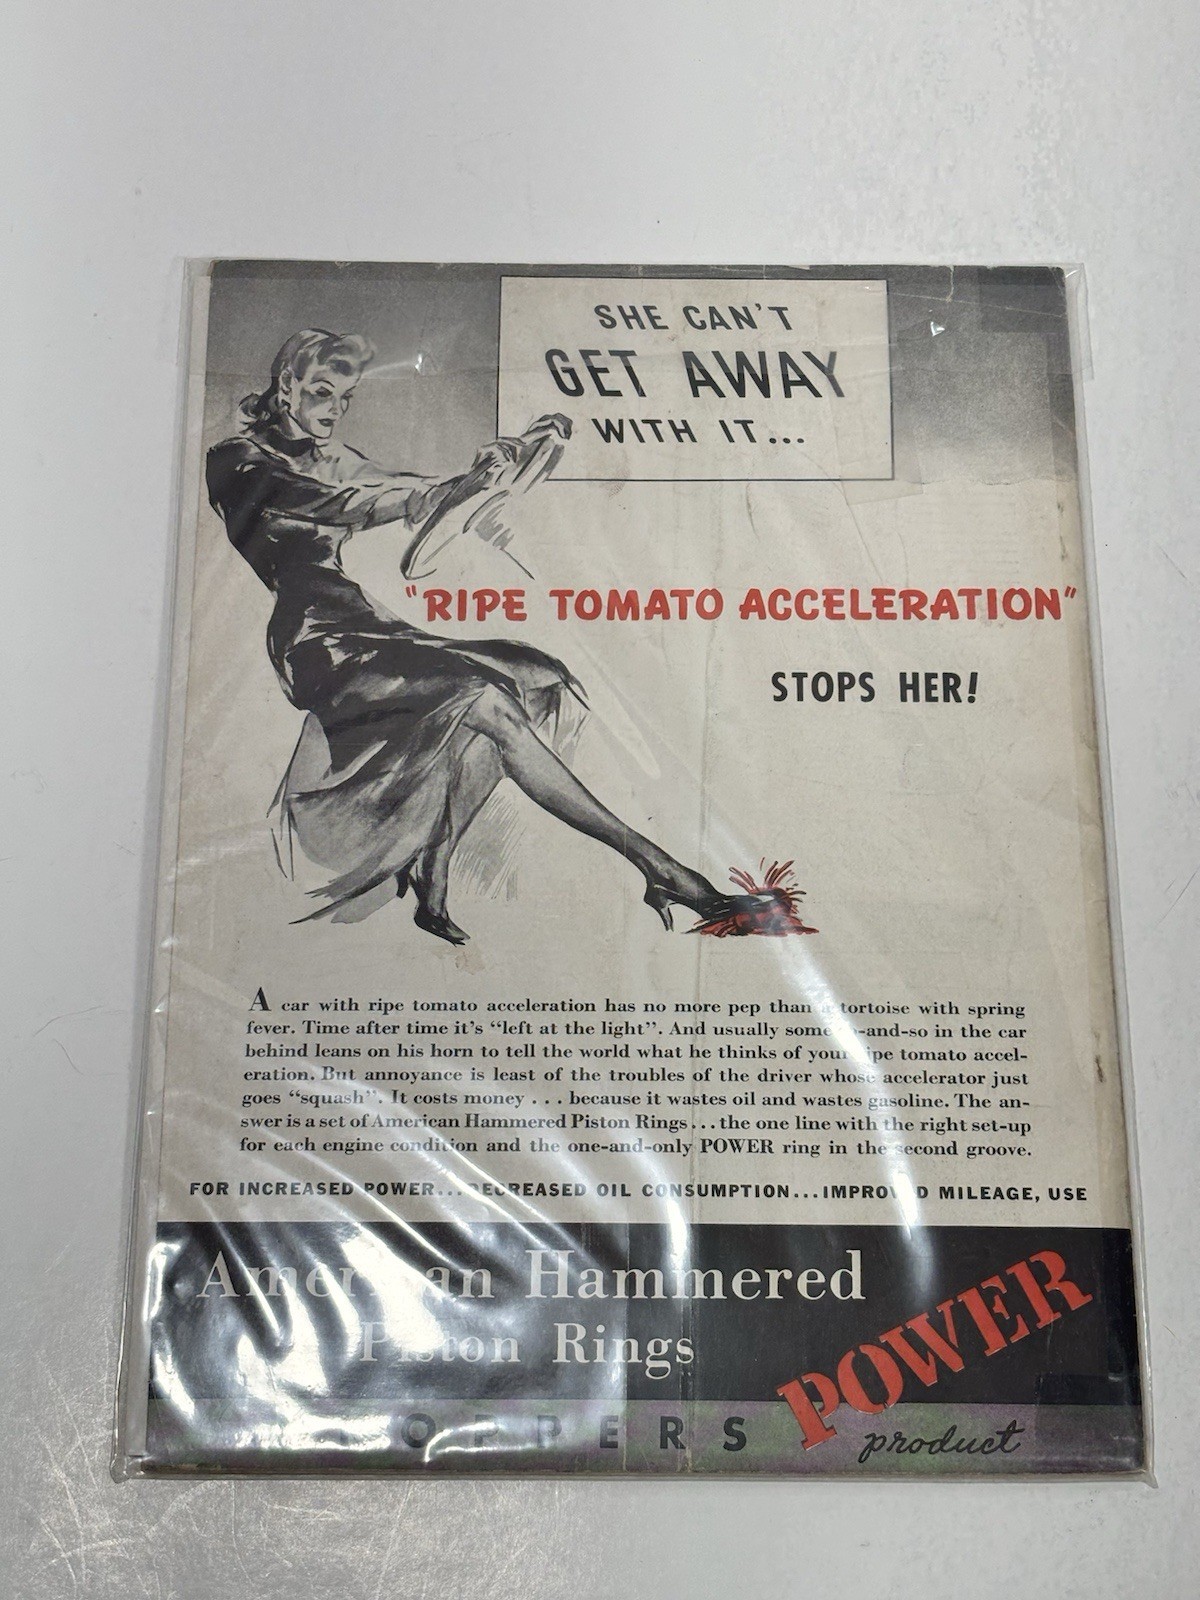 SHE CAN'T
GET AWAY
WITH IT...
"RIPE TOMATO ACCELERATION"
STOPS HER!
A car with ripe tomato acceleration has no more pep than a tortoise with spring
fever. Time after time it's "left at the light". And usually some so-and-so in the car
behind leans on his horn to tell the world what he thinks of your ripe tomato accel-
eration. But annoyance is least of the troubles of the driver whose accelerator just
goes "squash". It costs money . . . because it wastes oil and wastes gasoline. The an-
swer is a set of American Hammered Piston Rings . . . the one line with the right set-up
for each engine condition and the one-and-only POWER ring in the second groove.
FOR INCREASED POWER...DECREASED OIL CONSUMPTION...IMPROVED MILEAGE, USE
American Hammered
Piston Rings
KOPPERS
POWER
product